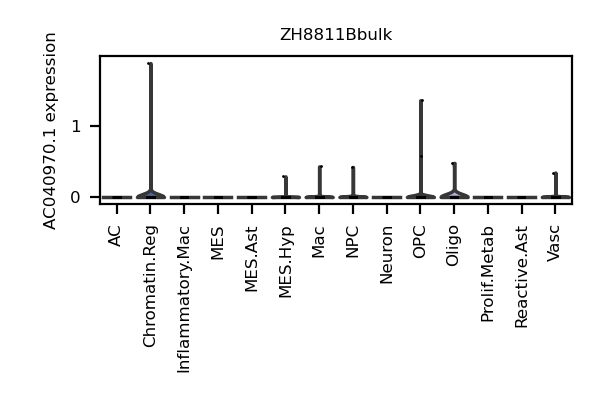 ZH8811Bbulk
AC040970.1 expression
1
0
AC
Chromatin.Reg
Inflammatory.Mac
MES
MES.Ast
MES.Hyp
Mac
NPC
Neuron
OPC
Oligo
Prolif.Metab
Reactive.Ast
Vasc